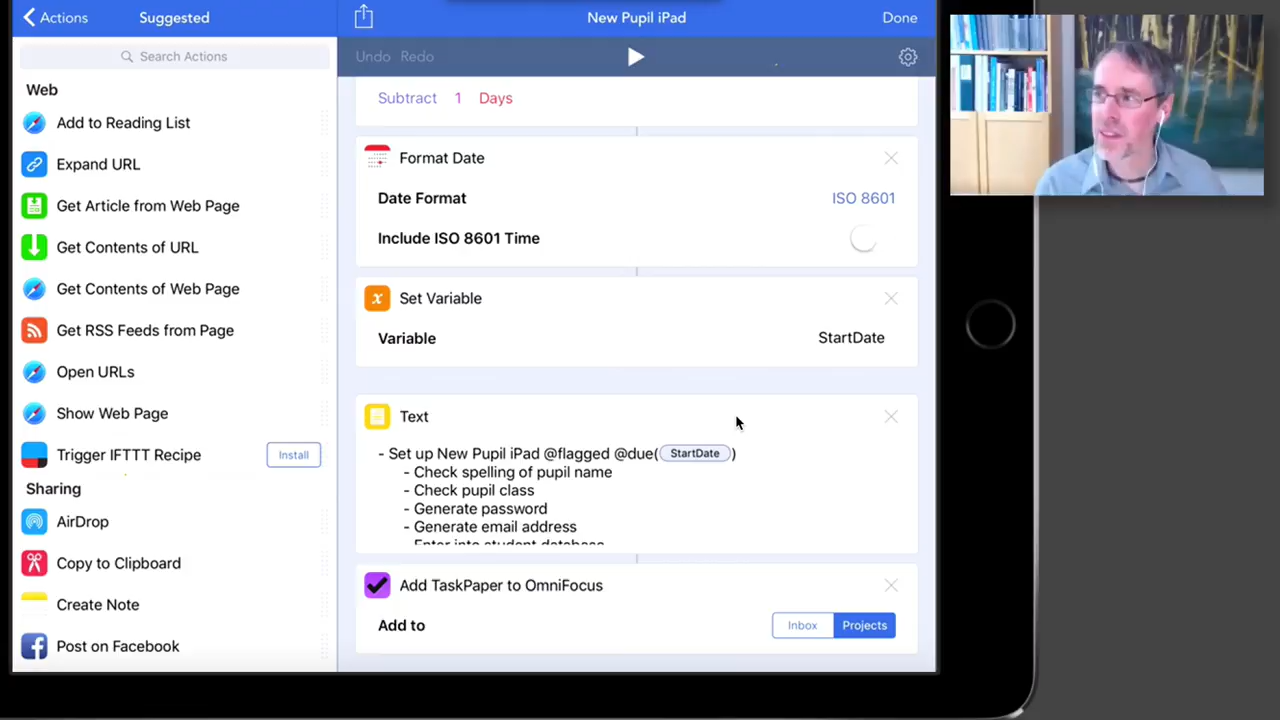 Actions
Suggested
Search Actions
Web
Add to Reading List
Expand URL
Get Article from Web Page
Get Contents of URL
Get Contents of Web Page
Get RSS Feeds from Page
Open URLs
Show Web Page
Trigger IFTTT Recipe
Install
Sharing
AirDrop
Copy to Clipboard
Create Note
Post on Facebook
New Pupil iPad
Done
Undo Redo
Subtract 1 Days
Format Date
Date Format ISO 8601
Include ISO 8601 Time
x Set Variable
Variable StartDate
Text
- Set up New Pupil iPad @flagged @due( StartDate )
- Check spelling of pupil name
- Check pupil class
- Generate password
- Generate email address
- Enter into student database
Add TaskPaper to OmniFocus
Add to Inbox Projects